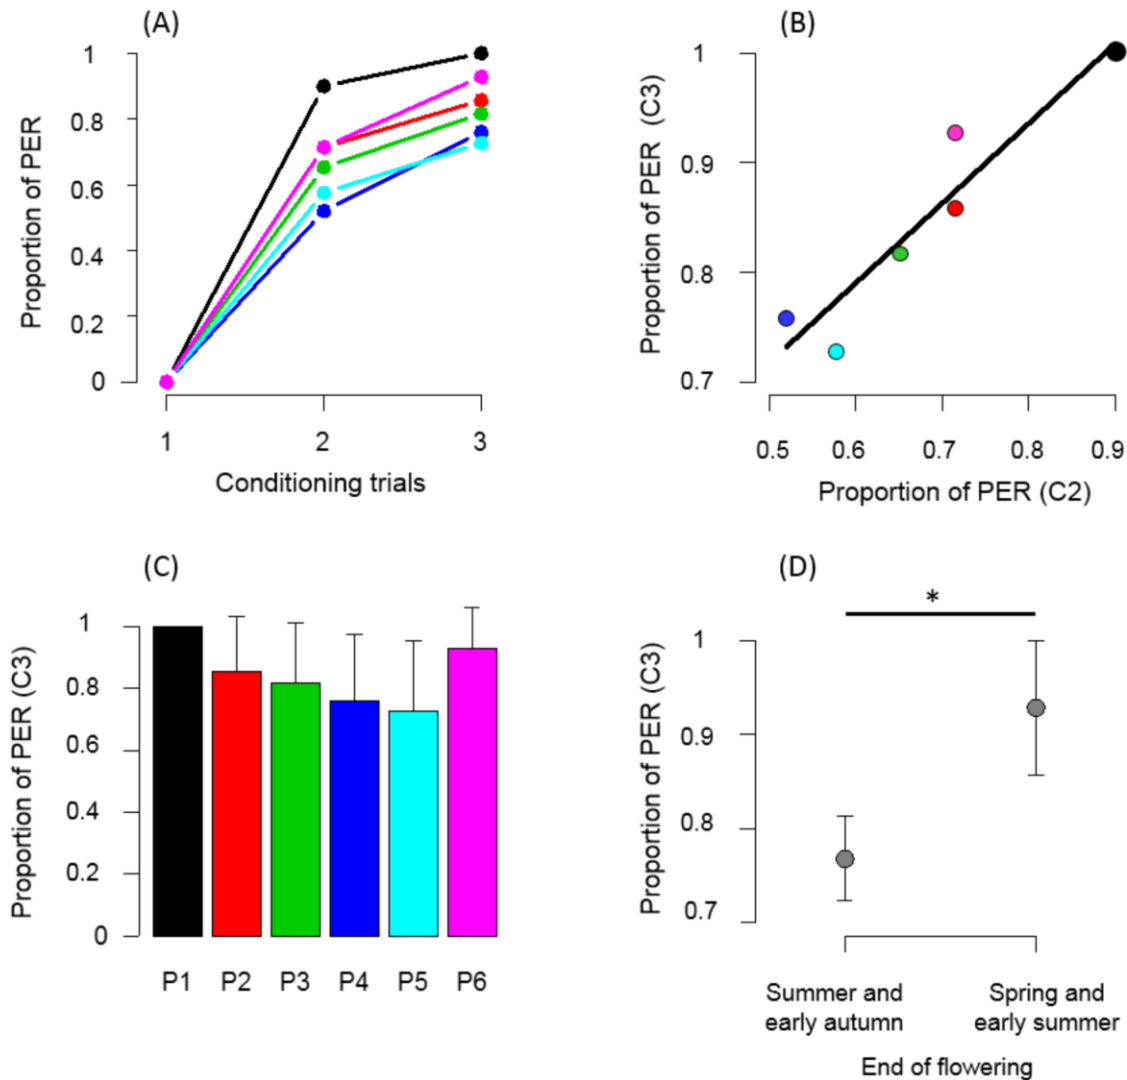 (A)
1
0.8
0.6
0.4
0.2
0
Proportion of PER
1 2 3
Conditioning trials
(B)
1
0.9
0.8
0.7
Proportion of PER (C3)
0.5 0.6 0.7 0.8 0.9
Proportion of PER (C2)
(C)
1
0.8
0.6
0.4
0.2
0
Proportion of PER (C3)
P1 P2 P3 P4 P5 P6
(D)
*
1
0.9
0.8
0.7
Proportion of PER (C3)
Summer and
early autumn
Spring and
early summer
End of flowering